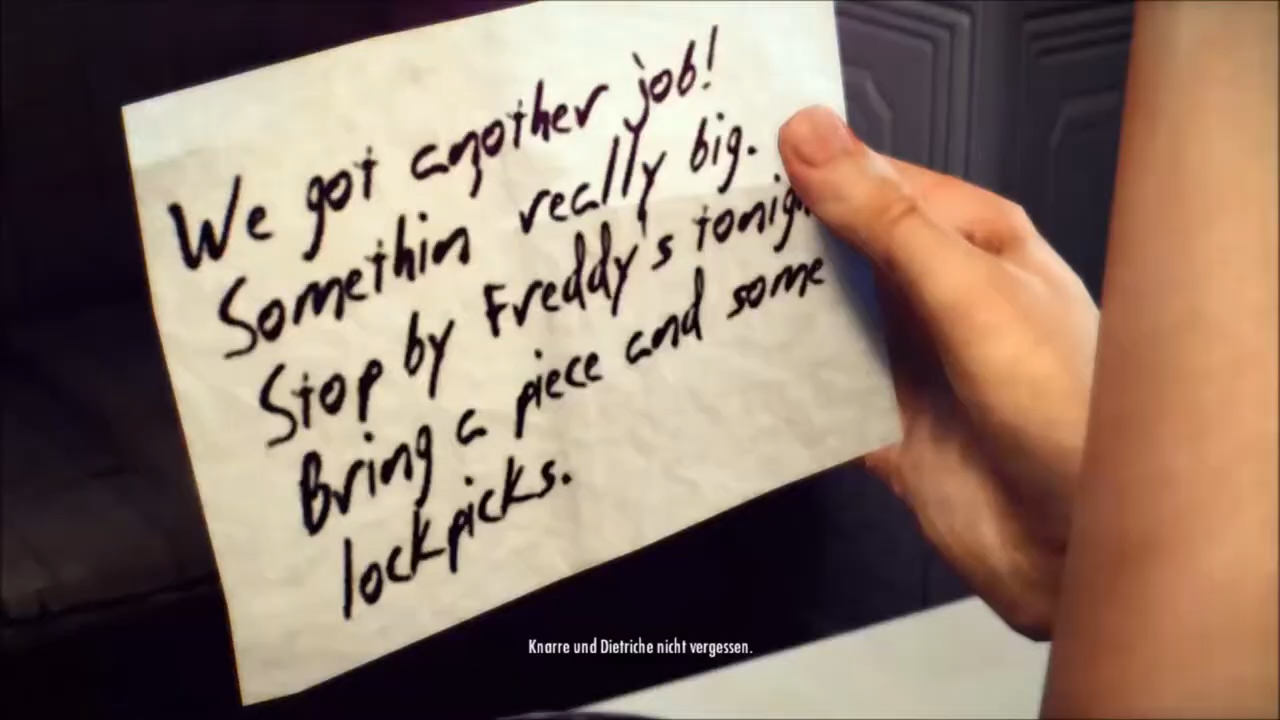 We got another job!
Somethin really big.
Stop by Freddy's tonig
Bring a piece and some
lockpicks.
Knarre und Dietriche nicht vergessen.